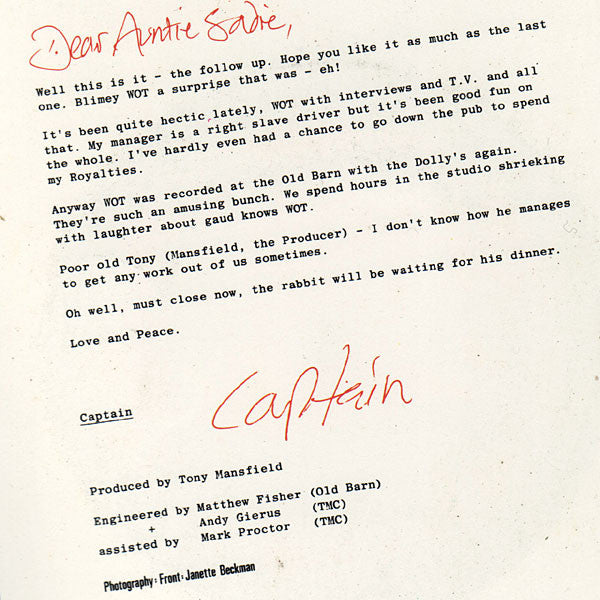 Dear Auntie Sadie,
Well this is it - the follow up. Hope you like it as much as the last
one. Blimey WOT a surprise that was - eh!
It's been quite hectic lately, WOT with interviews and T.V. and all
that. My manager is a right slave driver but it's been good fun on
the whole. I've hardly even had a chance to go down the pub to spend
my Royalties.
Anyway WOT was recorded at the Old Barn with the Dolly's again.
They're such an amusing bunch. We spend hours in the studio shrieking
with laughter about gaud knows WOT.
Poor old Tony (Mansfield, the Producer) - I don't know how he manages
to get any work out of us sometimes.
Oh well, must close now, the rabbit will be waiting for his dinner.
Love and Peace.
Captain
Captain
Produced by Tony Mansfield
Engineered by Matthew Fisher (Old Barn)
+ Andy Gierus (TMC)
assisted by Mark Proctor (TMC)
Photography: Front: Janette Beckman